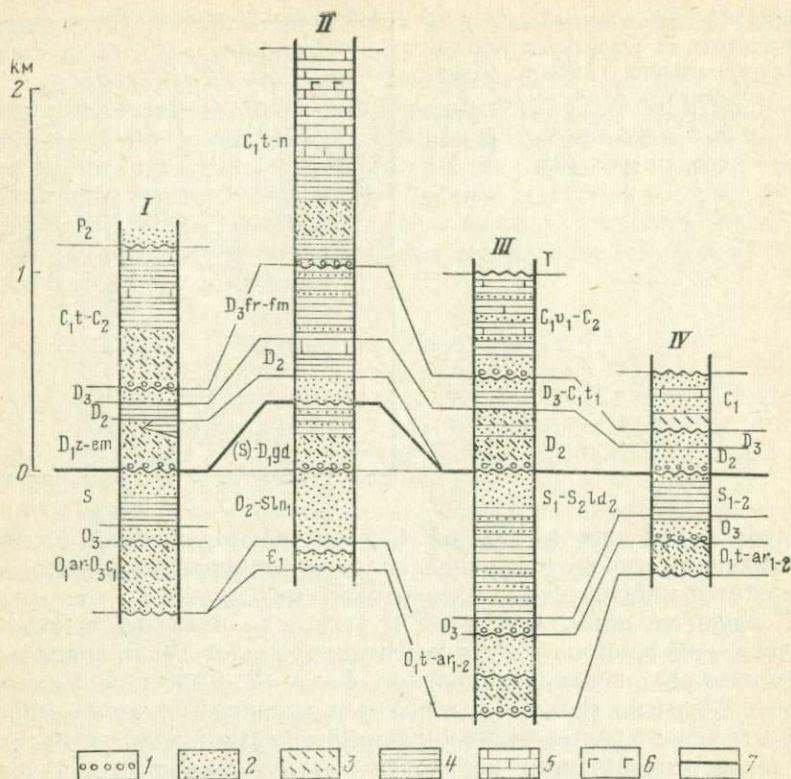 км
2
1
0
I
P₂
C₁t-C₂
D₃
D₂
D₁z-em
S
O₃
O₁ar-O₃c₁
II
C₁t-n
D₃fr-fm
D₂
(S)-D₁gd
O₂-Sln₁
Є₁
III
T
C₁v₁-C₂
D₃-C₁t₁
D₂
S₁-S₂ld₂
O₃
O₁t-ar₁₋₂
IV
C₁
D₃
D₂
S₁₋₂
O₃
O₁t-ar₁₋₂
1 2 3 4 5 6 7